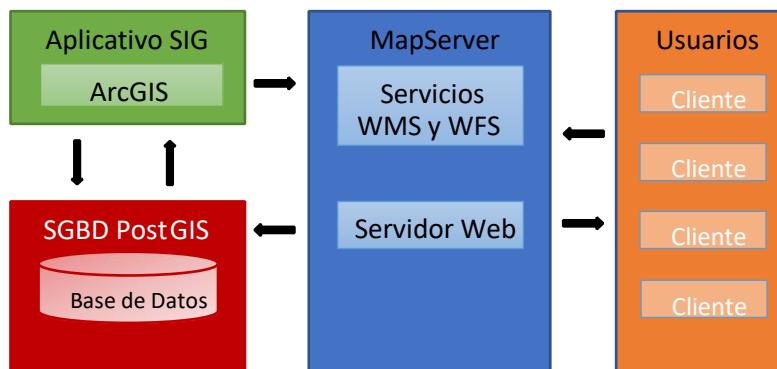 Aplicativo SIG
ArcGIS
SGBD PostGIS
Base de Datos
MapServer
Servicios
WMS y WFS
Servidor Web
Usuarios
Cliente
Cliente
Cliente
Cliente